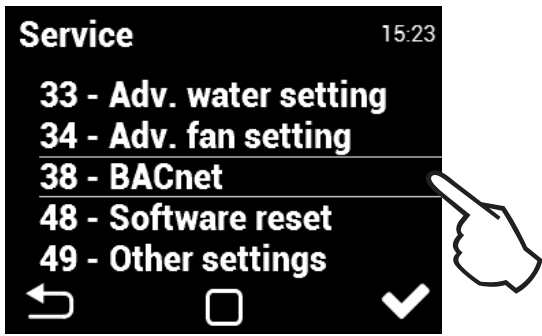 Service 15:23
33 - Adv. water setting
34 - Adv. fan setting
38 - BACnet
48 - Software reset
49 - Other settings